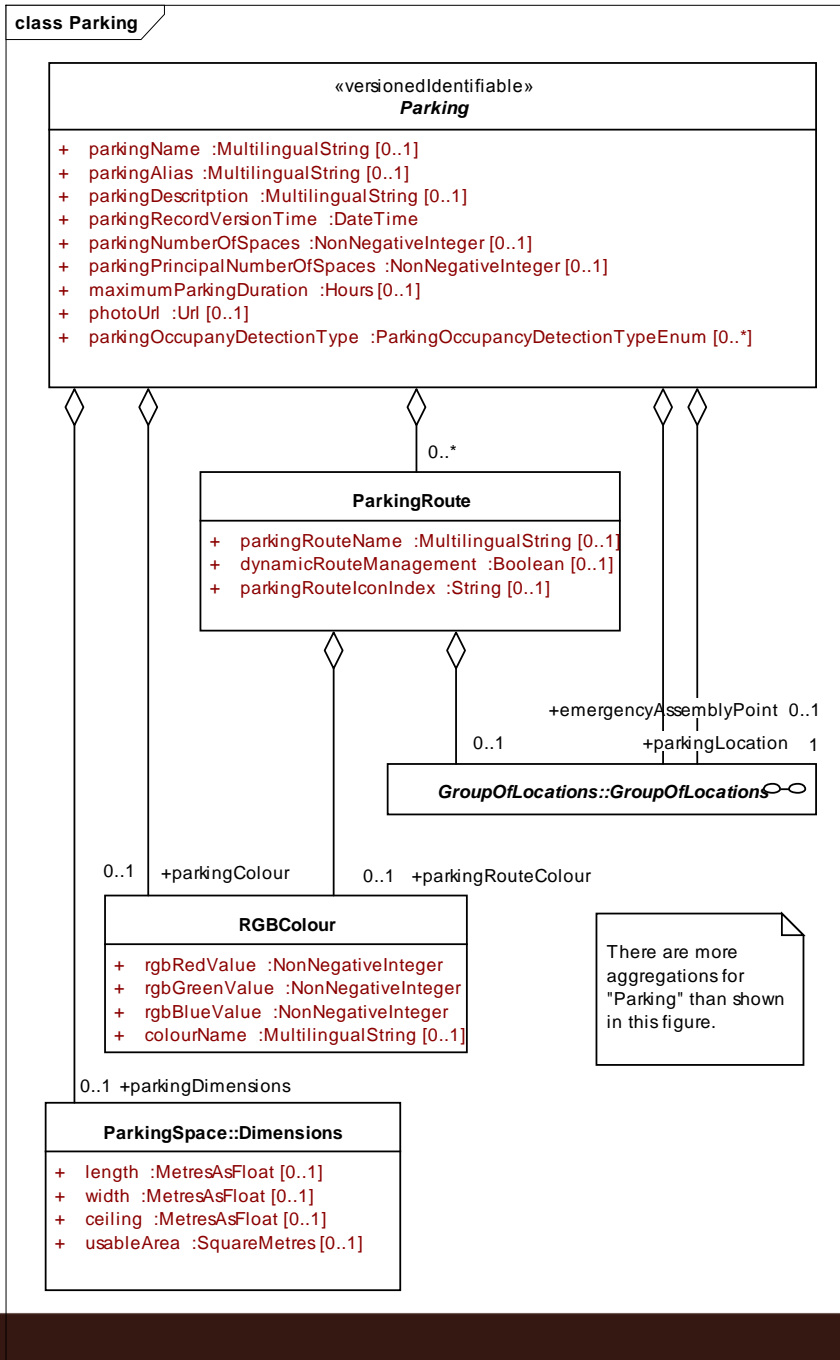 class Parking
«versionedIdentifiable»
Parking
+ parkingName :MultilingualString [0..1]
+ parkingAlias :MultilingualString [0..1]
+ parkingDescritption :MultilingualString [0..1]
+ parkingRecordVersionTime :DateTime
+ parkingNumberOfSpaces :NonNegativeInteger [0..1]
+ parkingPrincipalNumberOfSpaces :NonNegativeInteger [0..1]
+ maximumParkingDuration :Hours [0..1]
+ photoUrl :Url [0..1]
+ parkingOccupanyDetectionType :ParkingOccupancyDetectionTypeEnum [0..*]
0..*
ParkingRoute
+ parkingRouteName :MultilingualString [0..1]
+ dynamicRouteManagement :Boolean [0..1]
+ parkingRouteIconIndex :String [0..1]
+emergencyAssemblyPoint 0..1
0..1 +parkingLocation 1
GroupOfLocations::GroupOfLocations
0..1 +parkingColour 0..1 +parkingRouteColour
RGBColour
+ rgbRedValue :NonNegativeInteger
+ rgbGreenValue :NonNegativeInteger
+ rgbBlueValue :NonNegativeInteger
+ colourName :MultilingualString [0..1]
There are more
aggregations for
"Parking" than shown
in this figure.
0..1 +parkingDimensions
ParkingSpace::Dimensions
+ length :MetresAsFloat [0..1]
+ width :MetresAsFloat [0..1]
+ ceiling :MetresAsFloat [0..1]
+ usableArea :SquareMetres [0..1]